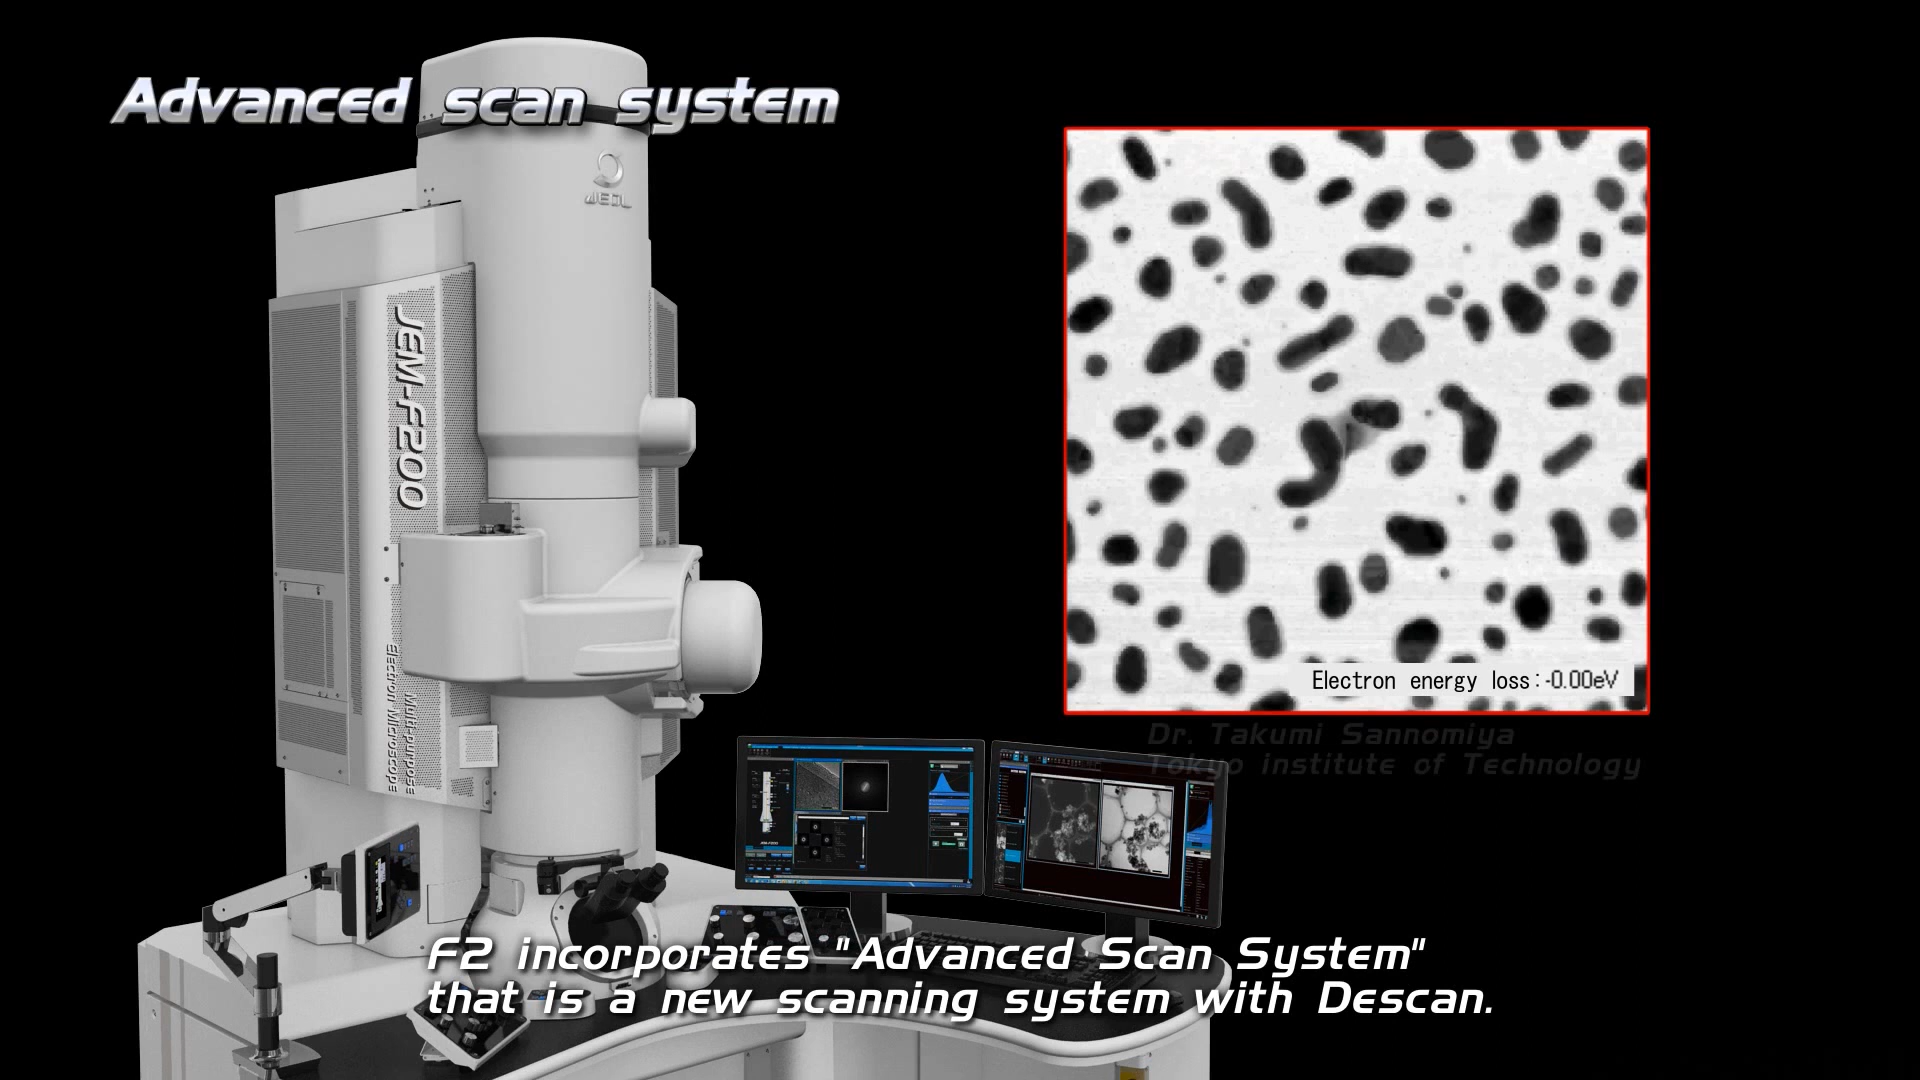 Advanced scan system
JEOL
JEM-F200
Multi-purpose
Electron Microscope
Electron energy loss:-0.00eV
Dr. Takumi Sannomiya
Tokyo institute of Technology
F2 incorporates "Advanced Scan System"
that is a new scanning system with Descan.